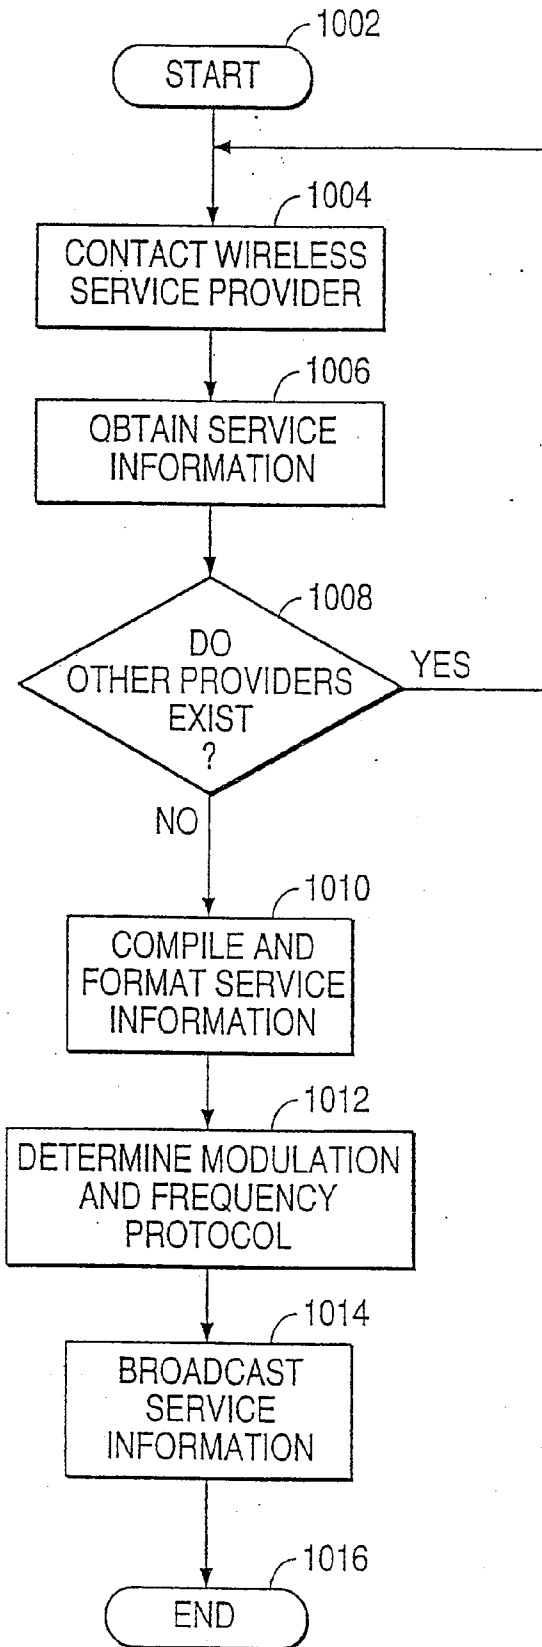 1002
START
1004
CONTACT WIRELESS
SERVICE PROVIDER
1006
OBTAIN SERVICE
INFORMATION
1008
DO
OTHER PROVIDERS
EXIST
?
YES
NO
1010
COMPILE AND
FORMAT SERVICE
INFORMATION
1012
DETERMINE MODULATION
AND FREQUENCY
PROTOCOL
1014
BROADCAST
SERVICE
INFORMATION
1016
END